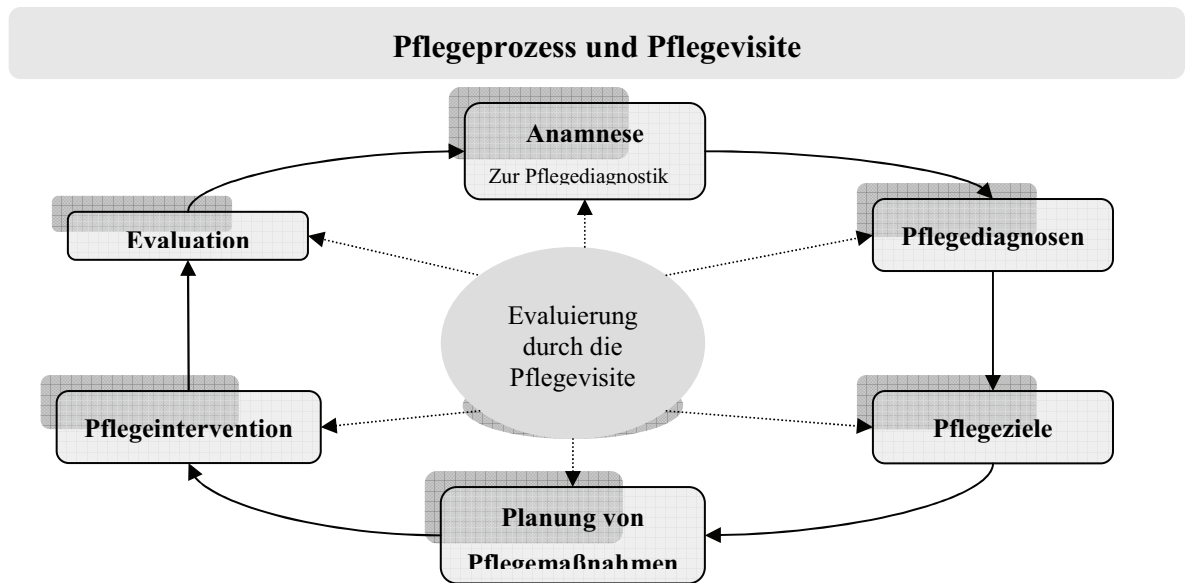 Pflegeprozess und Pflegevisite
Anamnese
Zur Pflegediagnostik
Evaluation
Pflegediagnosen
Evaluierung
durch die
Pflegevisite
Pflegeintervention
Pflegeziele
Planung von
Pflegemaßnahmen